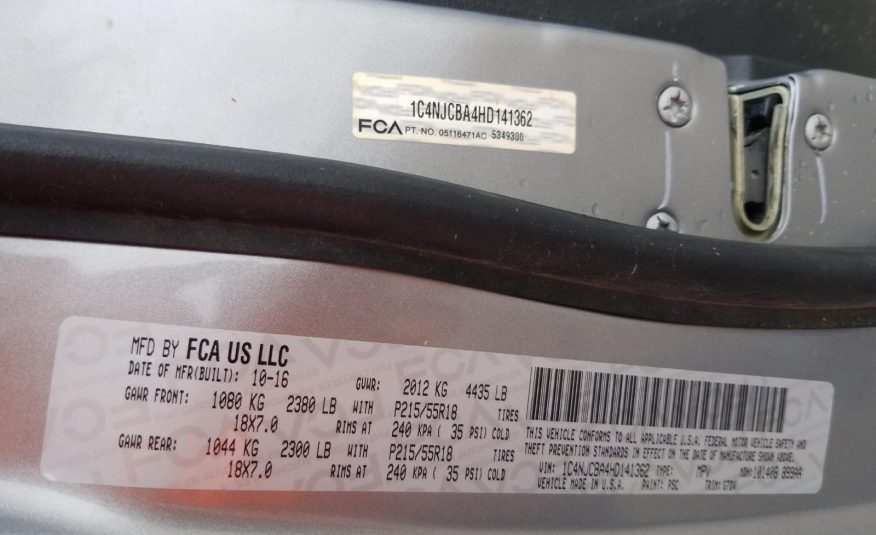 1C4NJCBA4HD141362
FCA PT. NO. 05116471AC 5349300
MFD BY FCA US LLC
DATE OF MFR(BUILT): 10-16 GVWR: 2012 KG 4435 LB
GAWR FRONT: 1080 KG 2380 LB WITH P215/55R18 TIRES
18X7.0 RIMS AT 240 KPA ( 35 PSI) COLD
GAWR REAR: 1044 KG 2300 LB WITH P215/55R18 TIRES
18X7.0 RIMS AT 240 KPA ( 35 PSI) COLD
THIS VEHICLE CONFORMS TO ALL APPLICABLE U.S.A. FEDERAL MOTOR VEHICLE SAFETY AND
THEFT PREVENTION STANDARDS IN EFFECT ON THE DATE OF MANUFACTURE SHOWN ABOVE.
VIN: 1C4NJCBA4HD141362 TYPE: MPV MDH:
VEHICLE MADE IN U.S.A. PAINT: PSC TRIM: